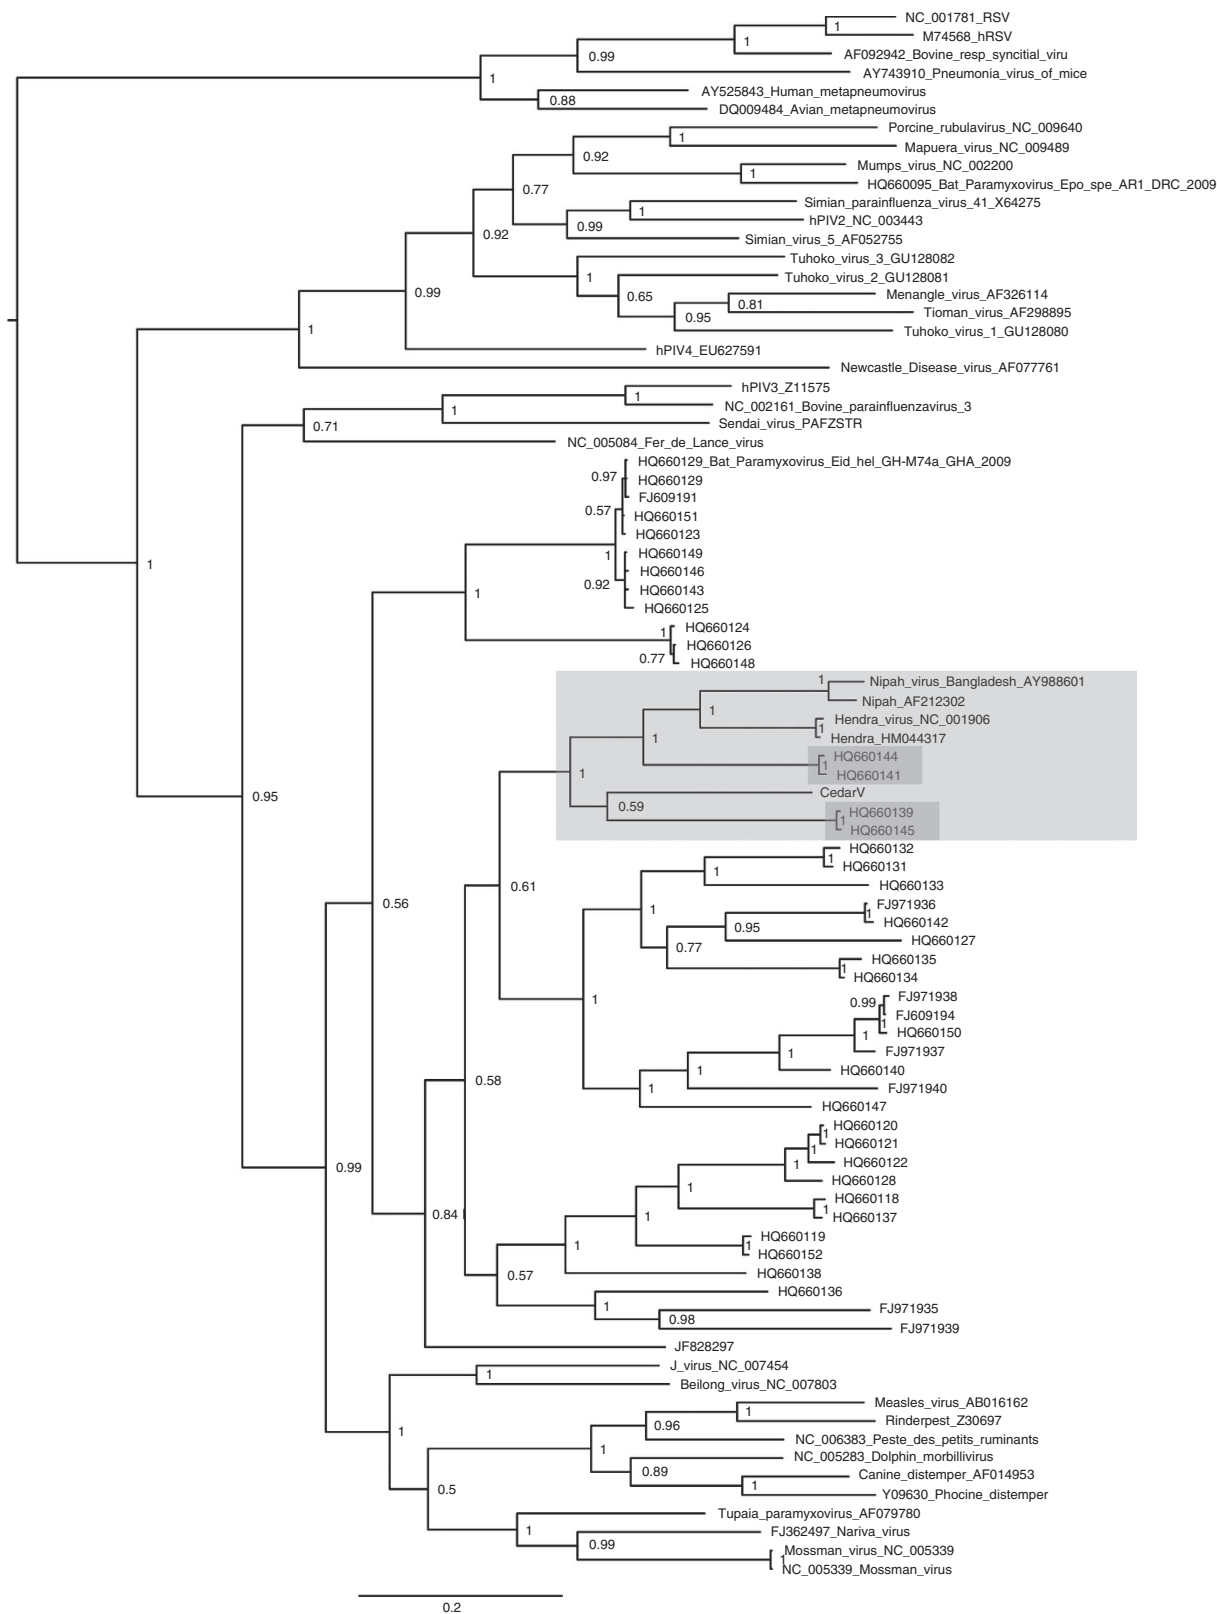 NC_001781_RSV
1
M74568_hRSV
1
AF092942_Bovine_resp_syncitial_viru
0.99
AY743910_Pneumonia_virus_of_mice
1
AY525843_Human_metapneumovirus
0.88
DQ009484_Avian_metapneumovirus
Porcine_rubulavirus_NC_009640
1
Mapuera_virus_NC_009489
0.92
Mumps_virus_NC_002200
1
HQ660095_Bat_Paramyxovirus_Epo_spe_AR1_DRC_2009
0.77
Simian_parainfluenza_virus_41_X64275
1
hPIV2_NC_003443
0.99
Simian_virus_5_AF052755
0.92
Tuhoko_virus_3_GU128082
1
Tuhoko_virus_2_GU128081
0.65
Menangle_virus_AF326114
0.81
Tioman_virus_AF298895
0.95
Tuhoko_virus_1_GU128080
0.99
hPIV4_EU627591
1
Newcastle_Disease_virus_AF077761
hPIV3_Z11575
1
NC_002161_Bovine_parainfluenzavirus_3
1
Sendai_virus_PAFZSTR
0.71
NC_005084_Fer_de_Lance_virus
HQ660129_Bat_Paramyxovirus_Eid_hel_GH-M74a_GHA_2009
0.97
HQ660129
FJ609191
0.57
HQ660151
HQ660123
1
HQ660149
HQ660146
0.92
HQ660143
HQ660125
1
1
HQ660124
HQ660126
0.77
HQ660148
1
1
Nipah_virus_Bangladesh_AY988601
Nipah_AF212302
1
Hendra_virus_NC_001906
1
Hendra_HM044317
1
HQ660144
1
HQ660141
1
CedarV
0.59
HQ660139
1
HQ660145
0.95
HQ660132
1
HQ660131
1
HQ660133
0.61
0.56
FJ971936
1
1
HQ660142
0.95
HQ660127
0.77
HQ660135
1
HQ660134
1
FJ971938
0.99
FJ609194
1
HQ660150
1
FJ971937
1
HQ660140
1
FJ971940
1
HQ660147
0.58
HQ660120
1
HQ660121
1
HQ660122
1
HQ660128
1
HQ660118
1
HQ660137
0.99
1
0.84
HQ660119
1
HQ660152
1
HQ660138
0.57
HQ660136
1
FJ971935
0.98
FJ971939
JF828297
J_virus_NC_007454
1
Beilong_virus_NC_007803
1
Measles_virus_AB016162
1
Rinderpest_Z30697
0.96
NC_006383_Peste_des_petits_ruminants
1
NC_005283_Dolphin_morbillivirus
0.89
Canine_distemper_AF014953
1
Y09630_Phocine_distemper
0.5
Tupaia_paramyxovirus_AF079780
1
FJ362497_Nariva_virus
0.99
Mossman_virus_NC_005339
1
NC_005339_Mossman_virus
0.2